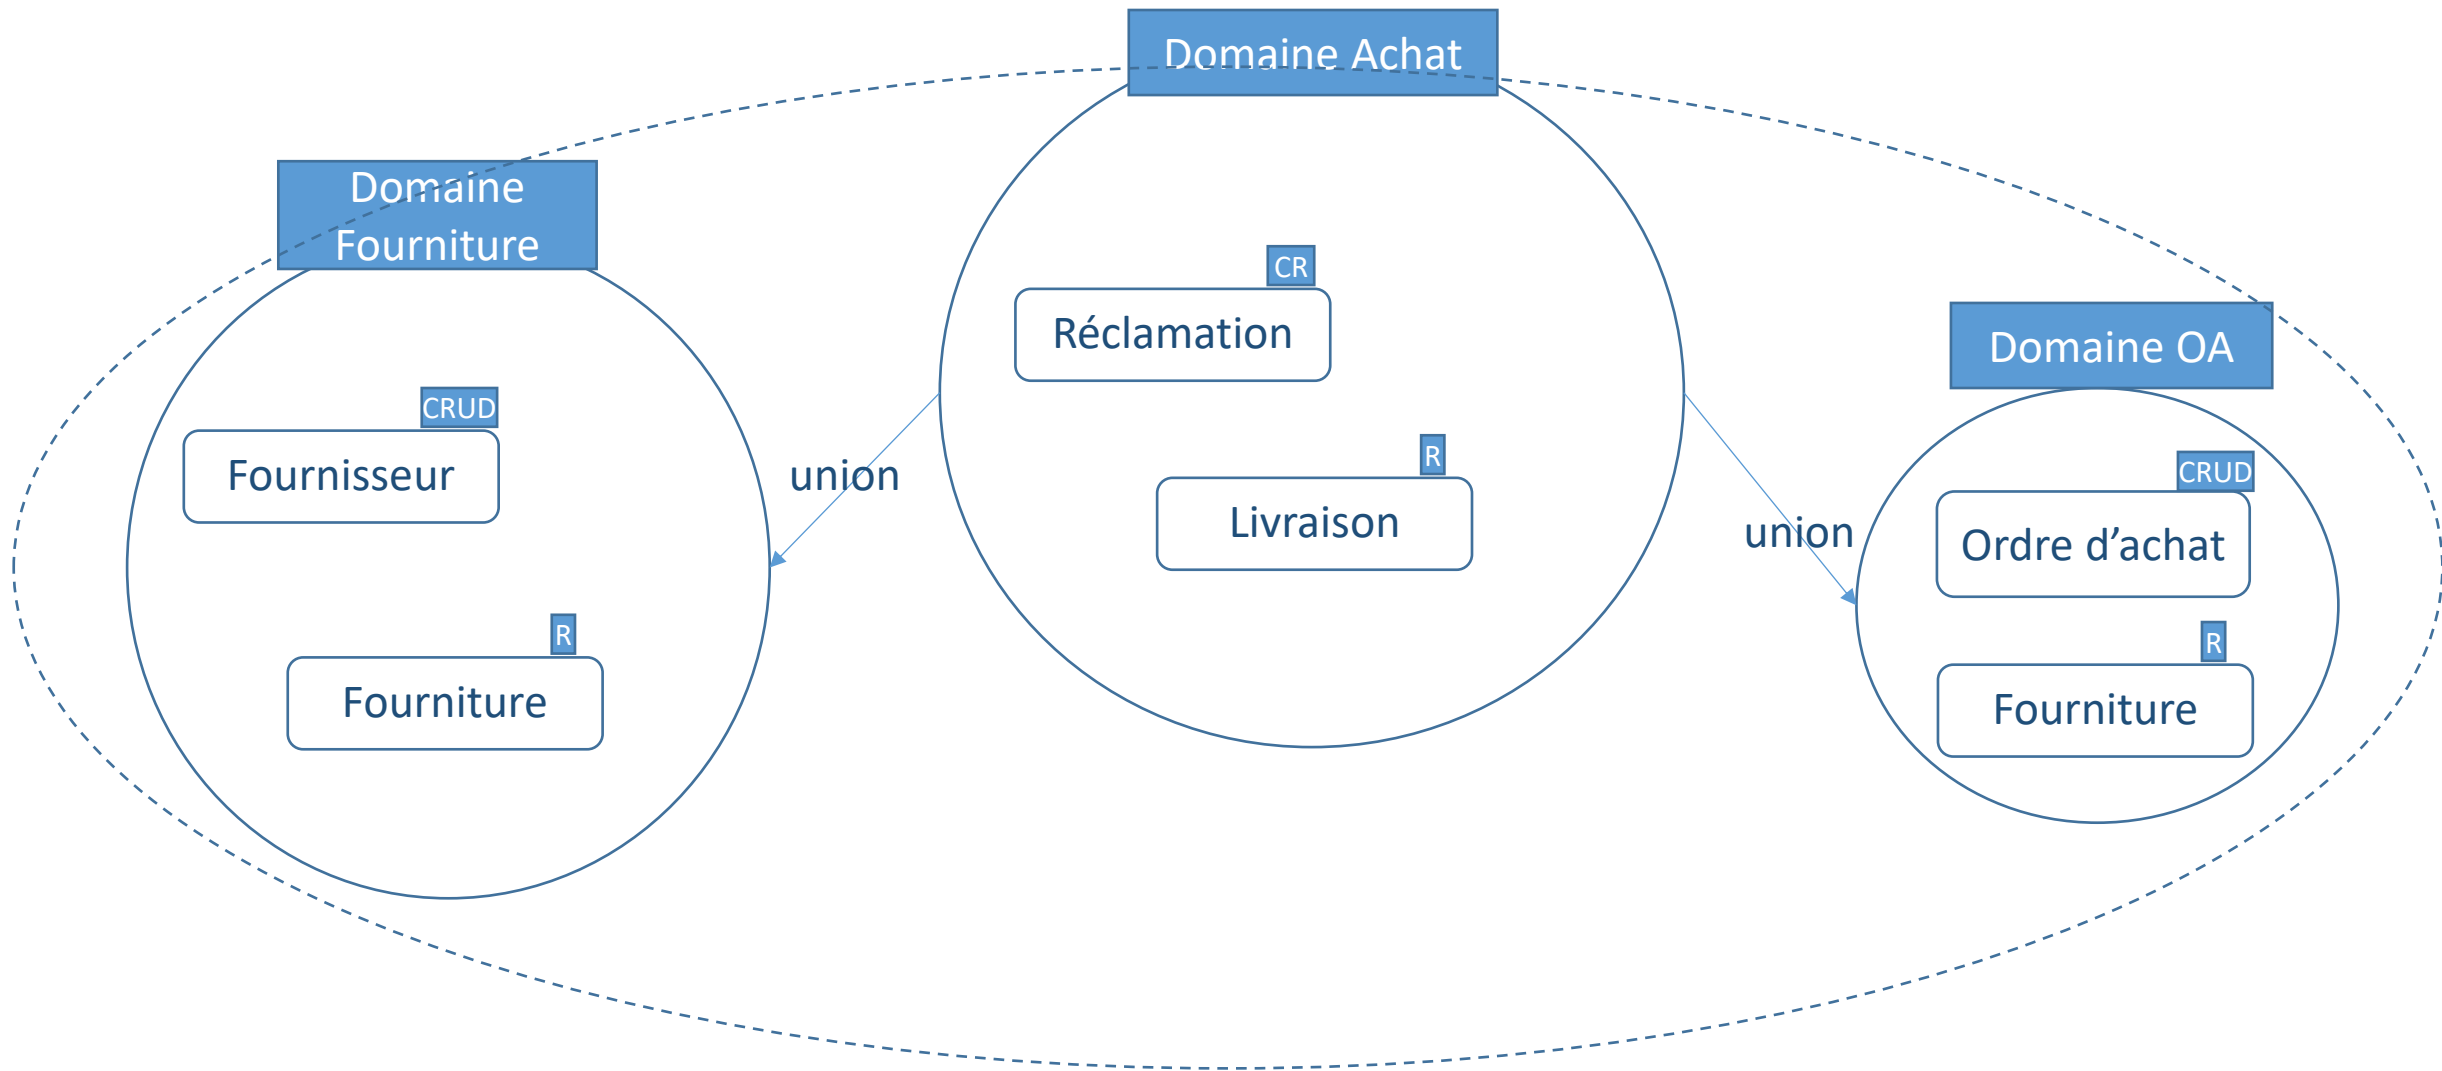 Domaine Achat
Domaine
Fourniture
CR
Réclamation
Domaine OA
CRUD
Fournisseur
R
Livraison
union
union
CRUD
Ordre d’achat
R
Fourniture
R
Fourniture